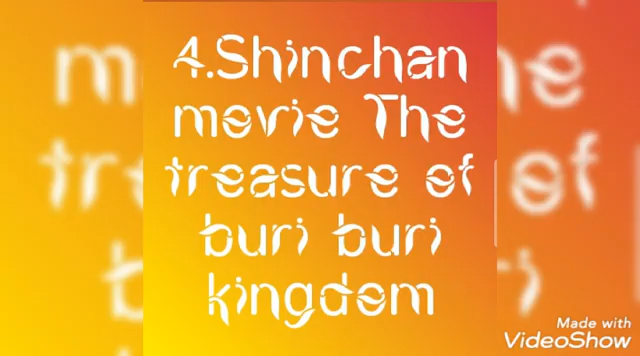 4.Shinchan
movie The
treasure of
buri buri
kingdom
Made with
VideoShow